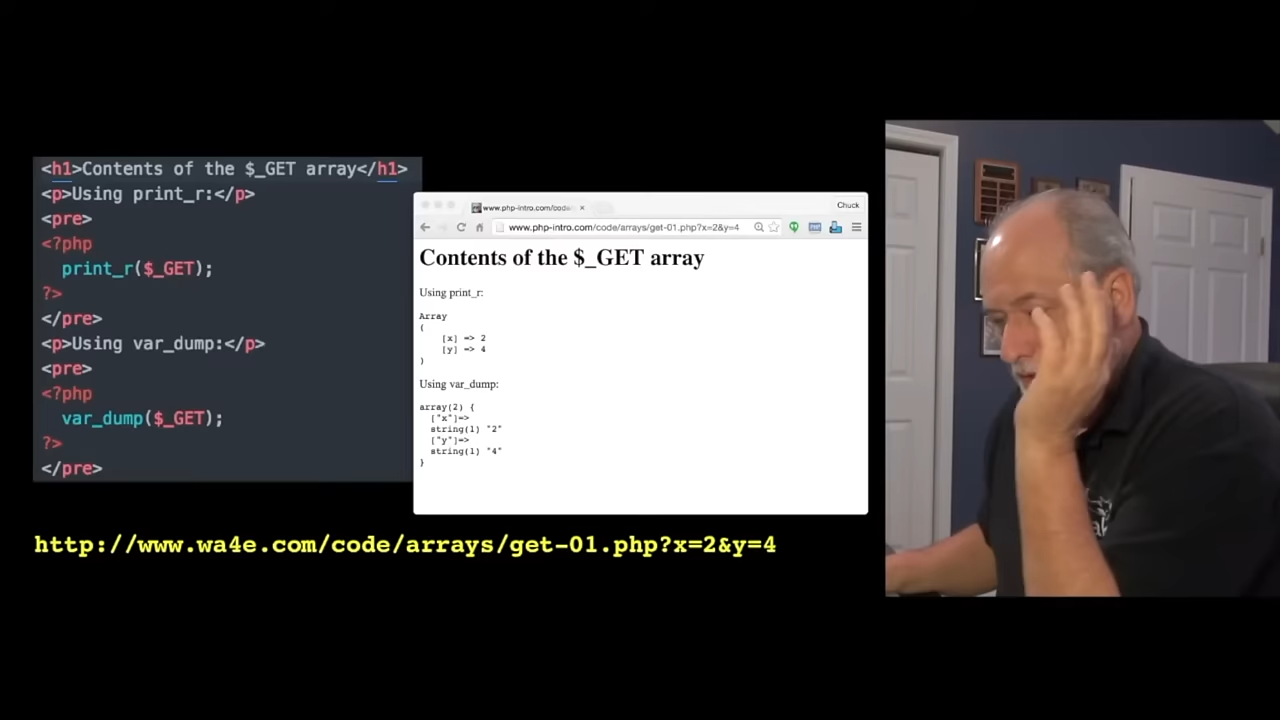 <h1>Contents of the $_GET array</h1>
<p>Using print_r:</p>
<pre>
<?php
  print_r($_GET);
?>
</pre>
<p>Using var_dump:</p>
<pre>
<?php
  var_dump($_GET);
?>
</pre>
www.php-intro.com/code
Chuck
www.php-intro.com/code/arrays/get-01.php?x=2&y=4
Contents of the $_GET array
Using print_r:
Array
(
    [x] => 2
    [y] => 4
)
Using var_dump:
array(2) {
  ["x"]=>
  string(1) "2"
  ["y"]=>
  string(1) "4"
}
http://www.wa4e.com/code/arrays/get-01.php?x=2&y=4